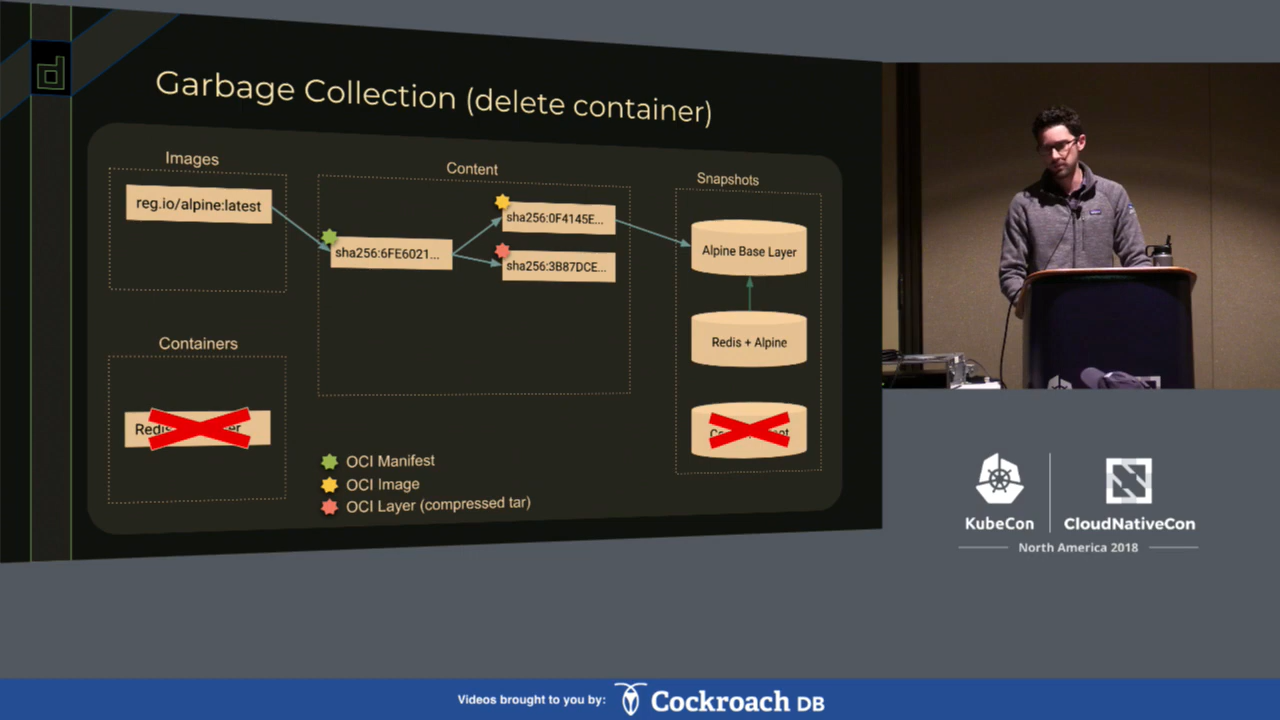 Garbage Collection (delete container)
Images
reg.io/alpine:latest
Content
sha256:6FE6021...
sha256:0F4145E...
sha256:3B87DCE...
Snapshots
Alpine Base Layer
Redis + Alpine
Containers
OCI Manifest
OCI Image
OCI Layer (compressed tar)
KubeCon
CloudNativeCon
North America 2018
Videos brought to you by:
Cockroach DB